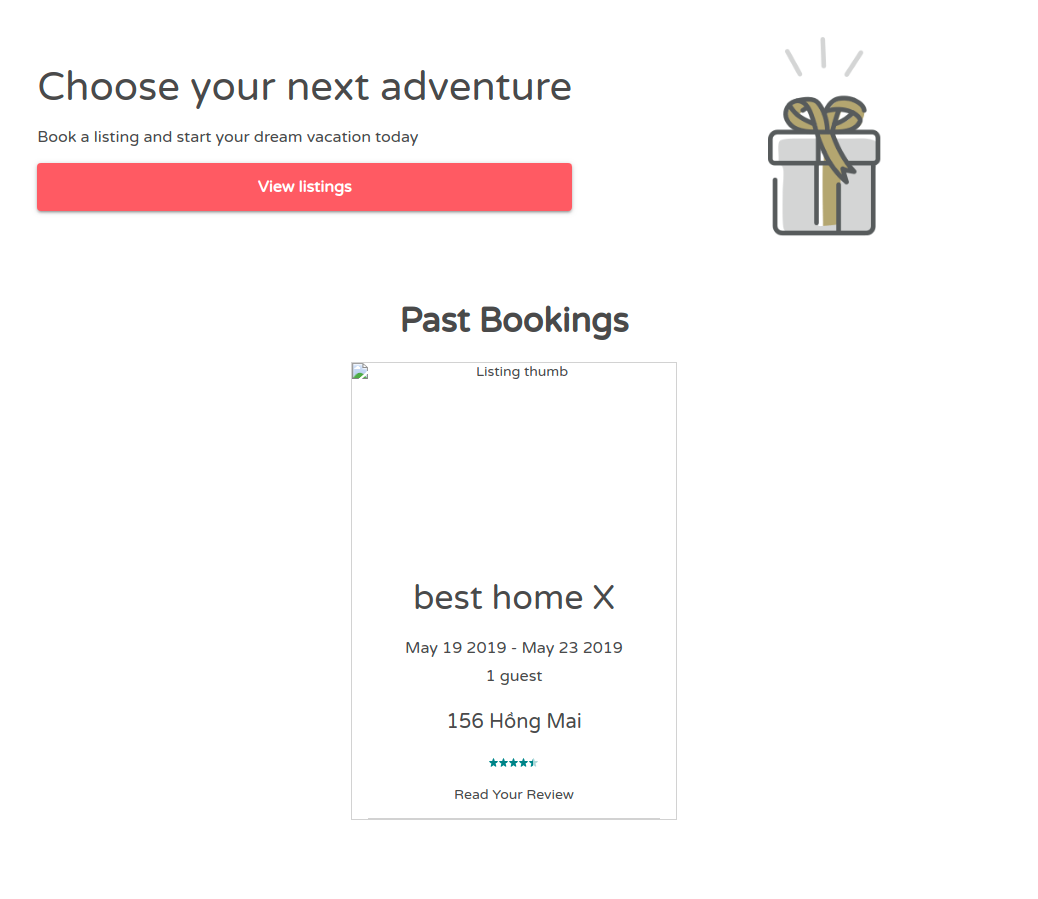 Choose your next adventure
Book a listing and start your dream vacation today
View listings
Past Bookings
Listing thumb
best home X
May 19 2019 - May 23 2019
1 guest
156 Hồng Mai
Read Your Review